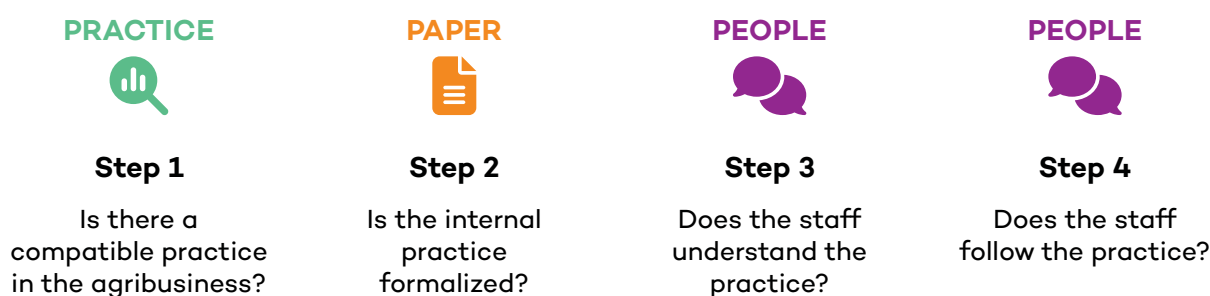 PRACTICE
Step 1
Is there a
compatible practice
in the agribusiness?
PAPER
Step 2
Is the internal
practice
formalized?
PEOPLE
Step 3
Does the staff
understand the
practice?
PEOPLE
Step 4
Does the staff
follow the practice?